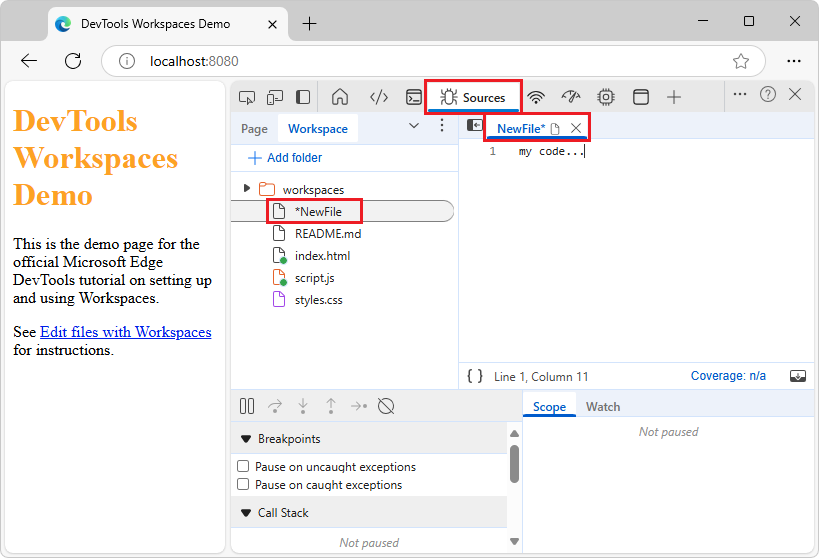 DevTools Workspaces Demo
localhost:8080
DevTools
Workspaces
Demo
This is the demo page for the
official Microsoft Edge
DevTools tutorial on setting up
and using Workspaces.
See Edit files with Workspaces
for instructions.
Sources
Page Workspace
Add folder
workspaces
*NewFile
README.md
index.html
script.js
styles.css
NewFile*
1 my code...
{ } Line 1, Column 11 Coverage: n/a
Breakpoints
Pause on uncaught exceptions
Pause on caught exceptions
Call Stack
Not paused
Scope Watch
Not paused